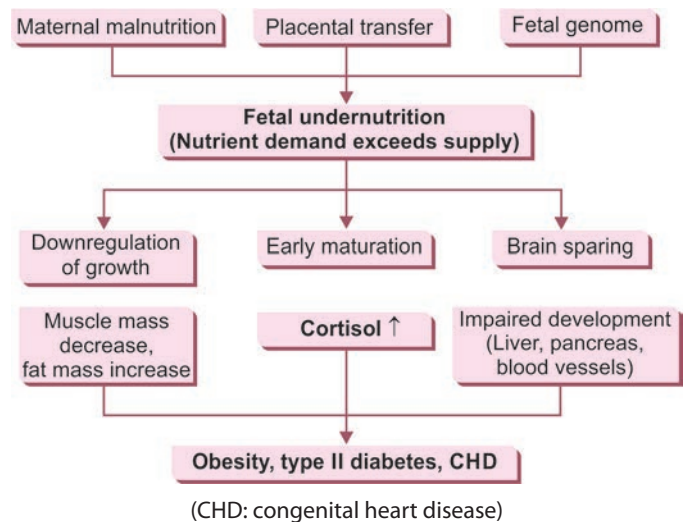 Maternal malnutrition
Placental transfer
Fetal genome
Fetal undernutrition
(Nutrient demand exceeds supply)
Downregulation
of growth
Early maturation
Brain sparing
Muscle mass
decrease,
fat mass increase
Cortisol ↑
Impaired development
(Liver, pancreas,
blood vessels)
Obesity, type II diabetes, CHD
(CHD: congenital heart disease)